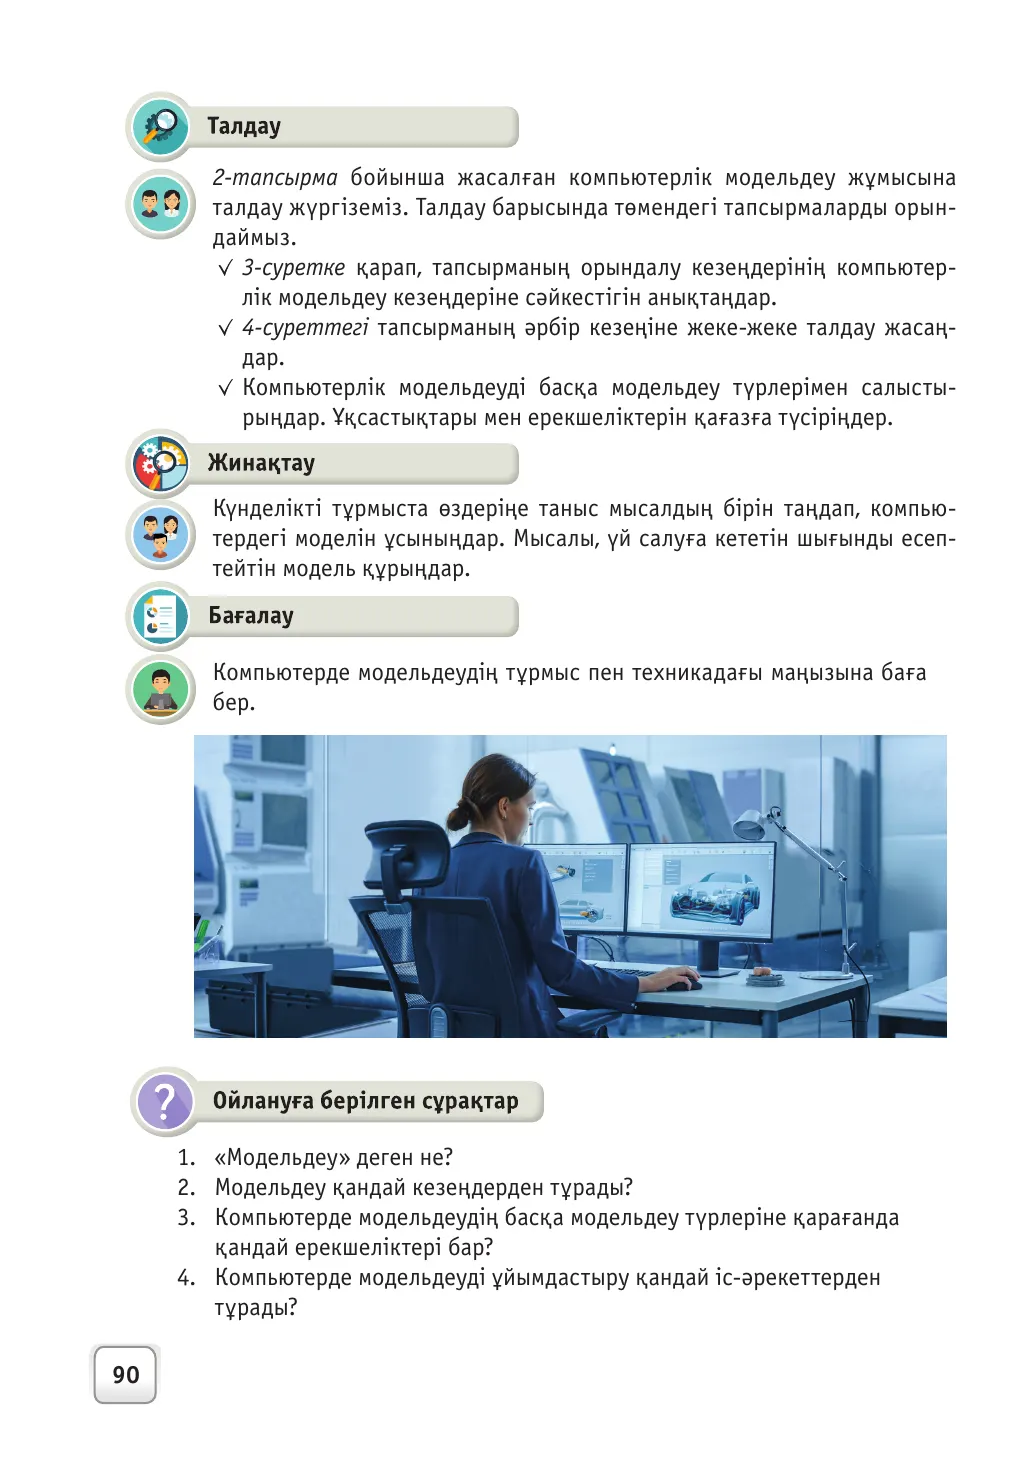 Талдау
2-тапсырма бойынша жасалған компьютерлік модельдеу жұмысына
талдау жүргіземіз. Талдау барысында төмендегі тапсырмаларды орын-
даймыз.
✓ 3-суретке қарап, тапсырманың орындалу кезеңдерінің компьютер-
лік модельдеу кезеңдеріне сәйкестігін анықтаңдар.
✓ 4-суреттегі тапсырманың әрбір кезеңіне жеке-жеке талдау жасаң-
дар.
✓ Компьютерлік модельдеуді басқа модельдеу түрлерімен салысты-
рыңдар. Ұқсастықтары мен ерекшеліктерін қағазға түсіріңдер.
Жинақтау
Күнделікті тұрмыста өздеріңе таныс мысалдың бірін таңдап, компью-
тердегі моделін ұсыныңдар. Мысалы, үй салуға кететін шығынды есеп-
тейтін модель құрыңдар.
Бағалау
Компьютерде модельдеудің тұрмыс пен техникадағы маңызына баға
бер.
Ойлануға берілген сұрақтар
1. «Модельдеу» деген не?
2. Модельдеу қандай кезеңдерден тұрады?
3. Компьютерде модельдеудің басқа модельдеу түрлеріне қарағанда
қандай ерекшеліктері бар?
4. Компьютерде модельдеуді ұйымдастыру қандай іс-әрекеттерден
тұрады?
90